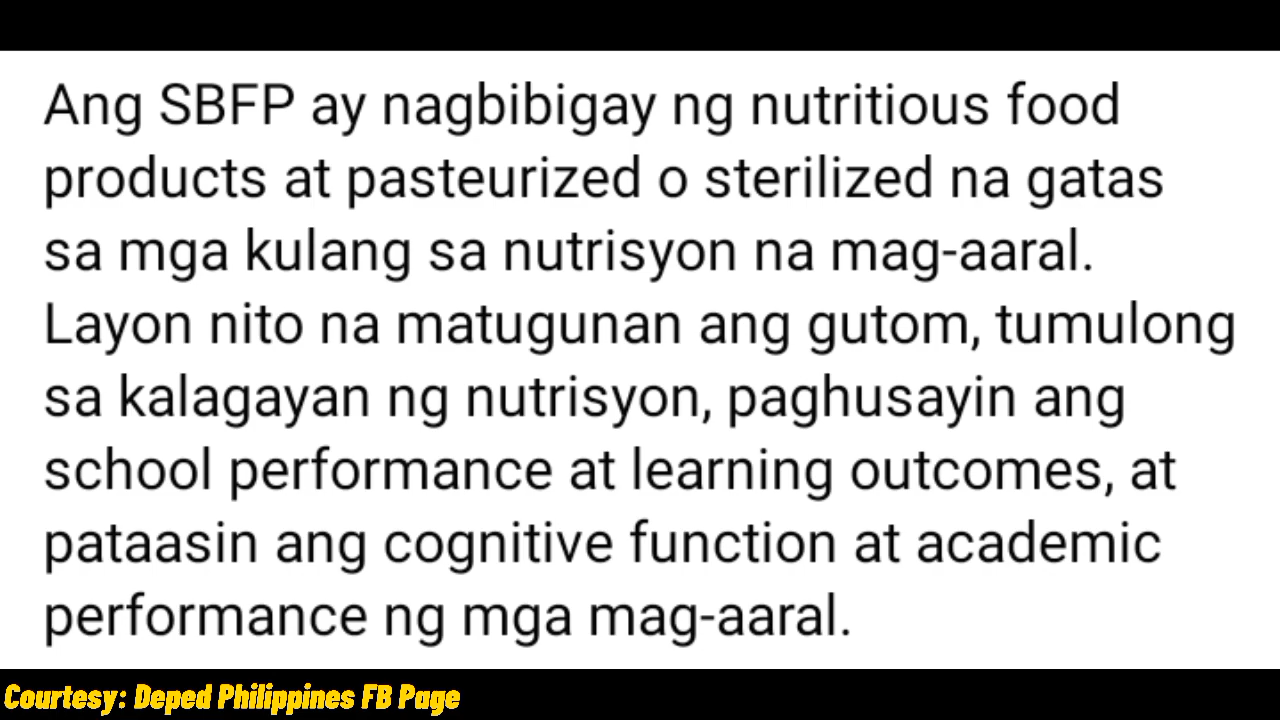 Ang SBFP ay nagbibigay ng nutritious food
products at pasteurized o sterilized na gatas
sa mga kulang sa nutrisyon na mag-aaral.
Layon nito na matugunan ang gutom, tumulong
sa kalagayan ng nutrisyon, paghusayin ang
school performance at learning outcomes, at
pataasin ang cognitive function at academic
performance ng mga mag-aaral.
Courtesy: Deped Philippines FB Page